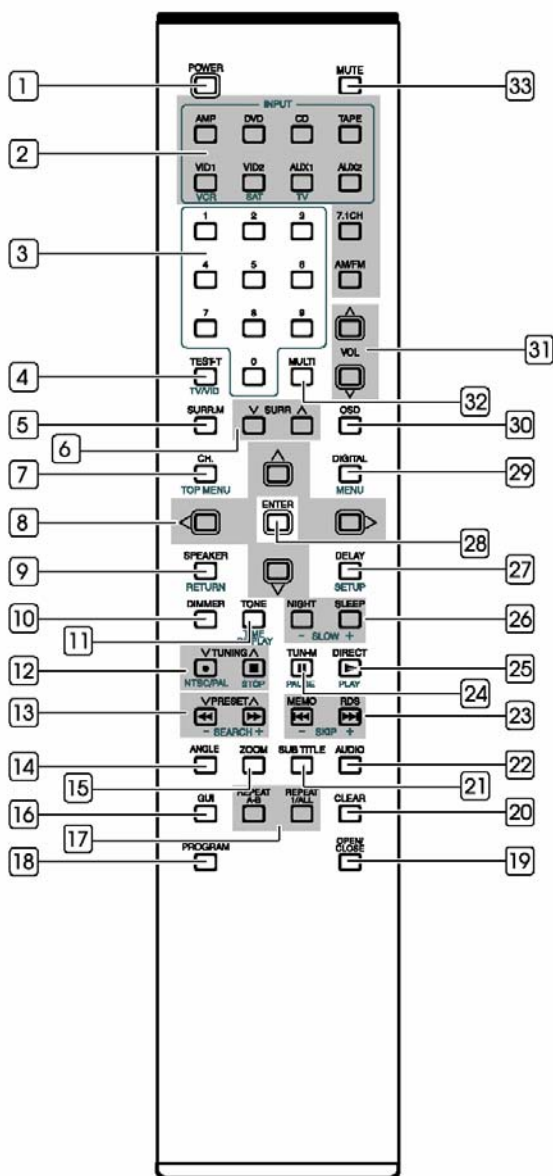 POWER MUTE
1 33
INPUT
AMP DVD CD TAPE
2
VID1 VID2 AUX1 AUX2
VCR SAT TV
1 2 3 7.1CH
3
4 5 6 AM/FM
7 8 9
VOL 31
TEST-T 0 MULTI
4
TV/VID 32
5 SURR.M SURR OSD 30
6
CH. DIGITAL
7 29
TOP MENU MENU
8 ENTER
28
SPEAKER DELAY
9 27
RETURN SETUP
DIMMER TONE NIGHT SLEEP
10 26
11 - SLOW +
TUNING TUN-M DIRECT
12 25
NTSC/PAL STOP PAUSE PLAY
24
PRESET MEMO RDS
13 23
- SEARCH + - SKIP +
ANGLE ZOOM SUB TITLE AUDIO
14 22
15 21
GUI REPEAT A-B REPEAT 1/ALL CLEAR
16 20
17
PROGRAM OPEN/
CLOSE
18 19